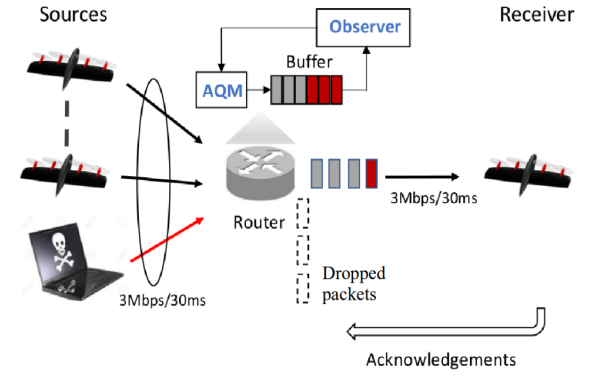 Sources
Receiver
Observer
Buffer
AQM
Router
3Mbps/30ms
3Mbps/30ms
Dropped
packets
Acknowledgements